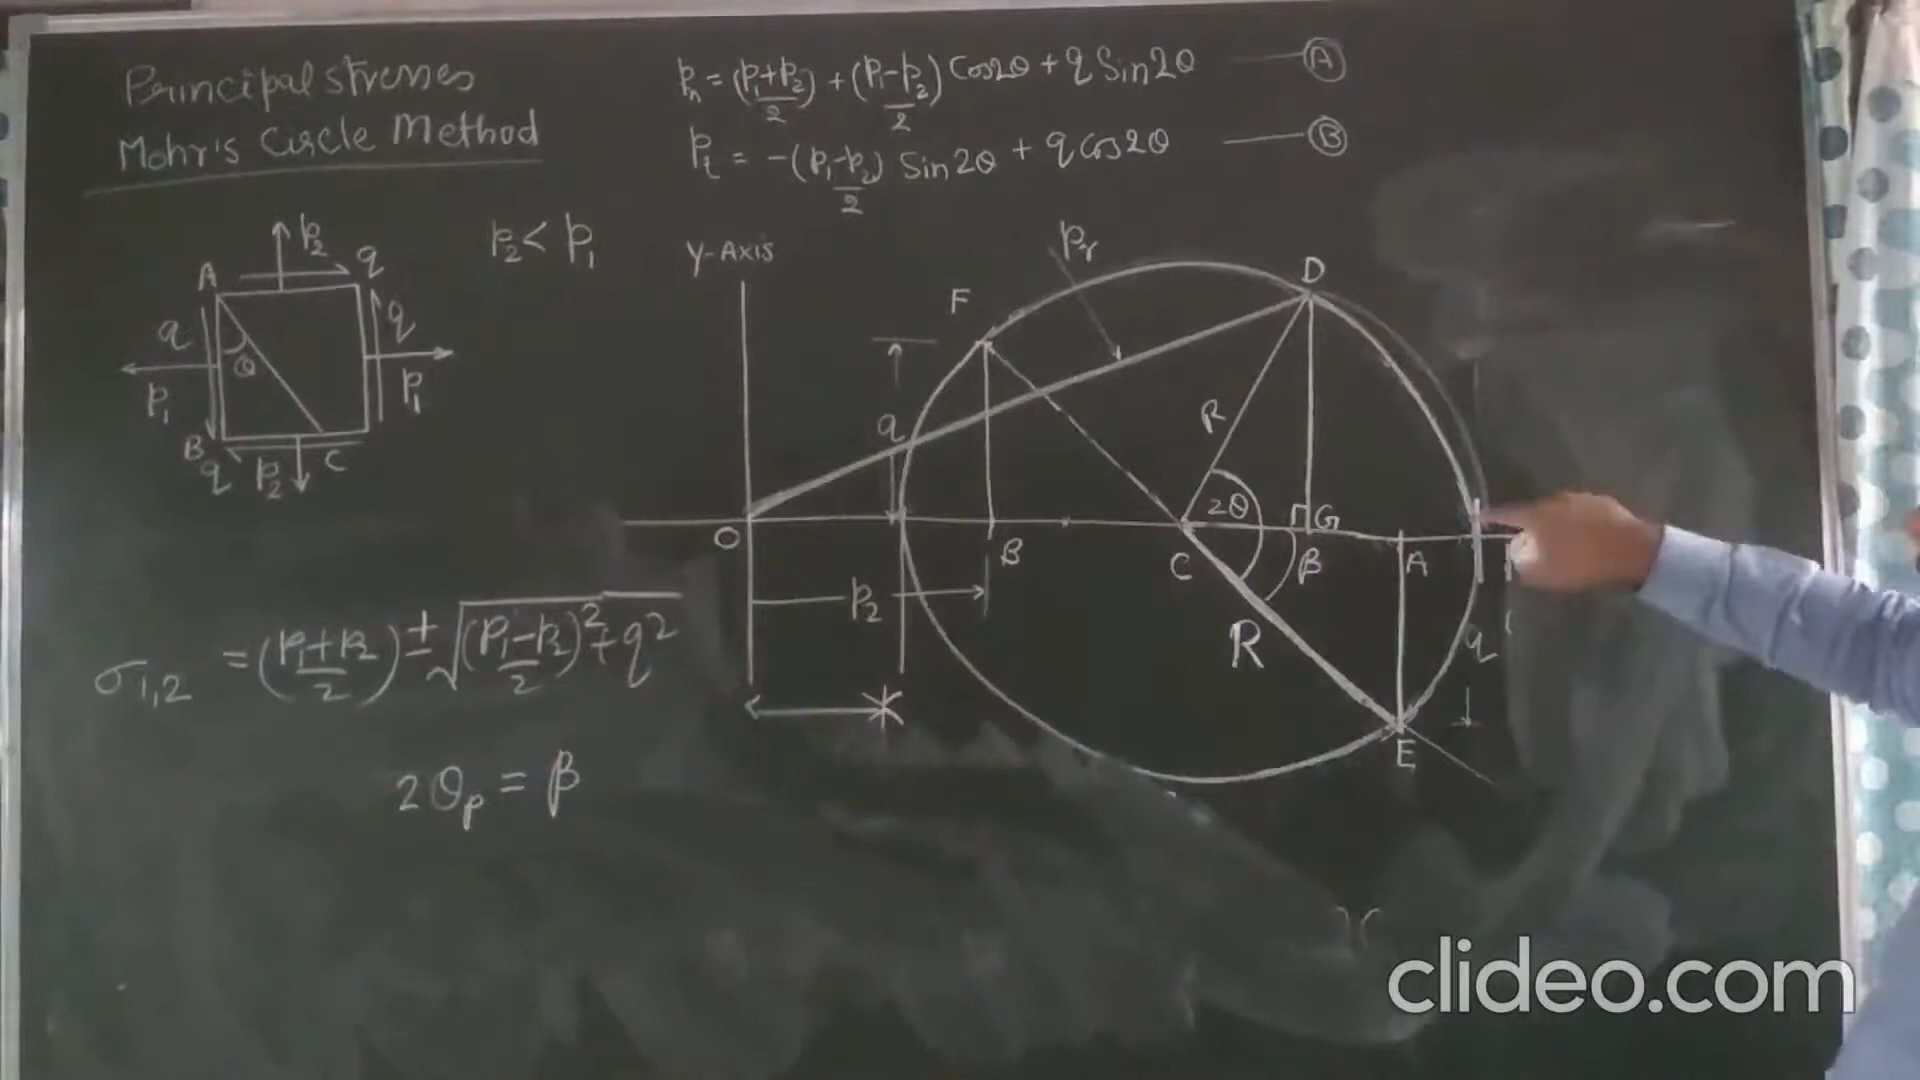 Principal stresses
Mohr's Circle Method
pn = (p1+p2)/2 + (p1-p2)/2 Cos2θ + q Sin2θ — A
pt = -(p1-p2)/2 Sin2θ + q cos2θ — B
p2 < p1
p2
A
q
q
q
θ
p1
p1
B
q
p2
C
Y-AXIS
pr
F
D
q
R
2θ
G
O
B
C
β
A
p2
R
q
E
σ1,2 = (p1+p2)/2 ± √((p1-p2)/2)² + q²
2θp = β
clideo.com